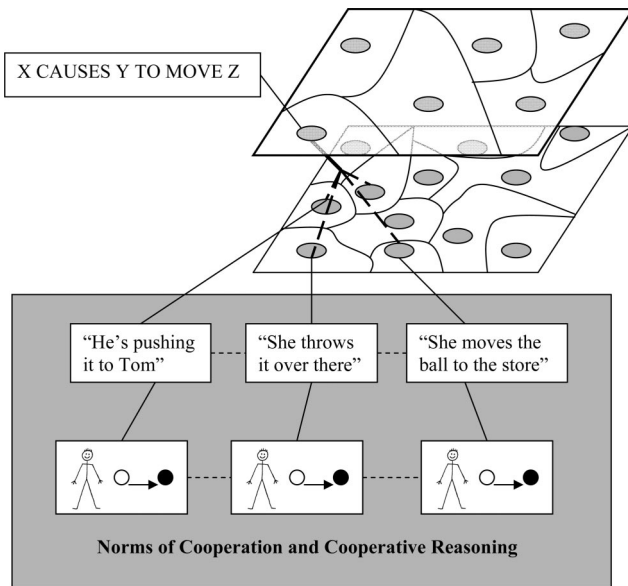 X CAUSES Y TO MOVE Z
“He’s pushing
it to Tom”
“She throws
it over there”
“She moves the
ball to the store”
Norms of Cooperation and Cooperative Reasoning